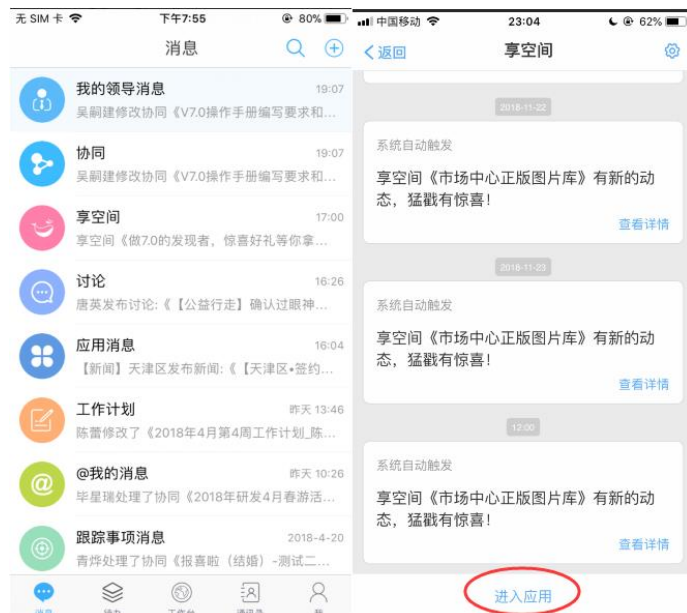 无 SIM 卡 下午7:55 80%
消息
我的领导消息 19:07
吴嗣建修改协同《V7.0操作手册编写要求和...
协同 19:07
吴嗣建修改协同《V7.0操作手册编写要求和...
享空间 17:00
享空间《做7.0的发现者，惊喜好礼等你拿...
讨论 16:26
唐英发布讨论:《【公益行走】确认过眼神...
应用消息 16:04
【新闻】天津区发布新闻:《【天津区•签约...
工作计划 昨天 13:46
陈蕾修改了《2018年4月第4周工作计划_陈...
@我的消息 昨天 10:26
毕星瑞处理了协同《2018年研发4月春游活...
跟踪事项消息 2018-4-20
青烨处理了协同《报喜啦（结婚）-测试二...
中国移动 23:04 62%
返回 享空间
2018-11-22
系统自动触发
享空间《市场中心正版图片库》有新的动
态，猛戳有惊喜！
查看详情
2018-11-23
系统自动触发
享空间《市场中心正版图片库》有新的动
态，猛戳有惊喜！
查看详情
12:00
系统自动触发
享空间《市场中心正版图片库》有新的动
态，猛戳有惊喜！
查看详情
进入应用